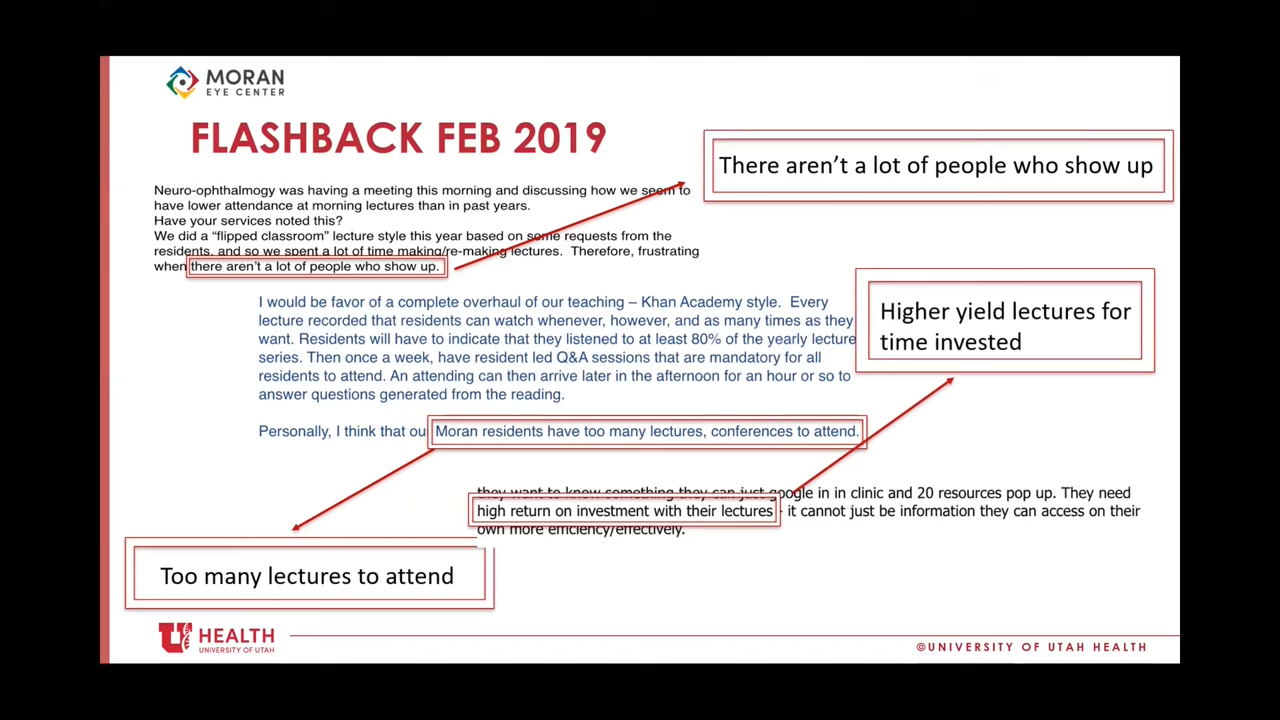 MORAN
EYE CENTER
FLASHBACK FEB 2019
There aren't a lot of people who show up
Neuro-ophthalmogy was having a meeting this morning and discussing how we seem to
have lower attendance at morning lectures than in past years.
Have your services noted this?
We did a "flipped classroom" lecture style this year based on some requests from the
residents, and so we spent a lot of time making/re-making lectures. Therefore, frustrating
when there aren't a lot of people who show up.
I would be favor of a complete overhaul of our teaching – Khan Academy style. Every
lecture recorded that residents can watch whenever, however, and as many times as they
want. Residents will have to indicate that they listened to at least 80% of the yearly lecture
series. Then once a week, have resident led Q&A sessions that are mandatory for all
residents to attend. An attending can then arrive later in the afternoon for an hour or so to
answer questions generated from the reading.
Higher yield lectures for
time invested
Personally, I think that ou Moran residents have too many lectures, conferences to attend.
they want to know something they can just google in in clinic and 20 resources pop up. They need
high return on investment with their lectures - it cannot just be information they can access on their
own more efficiency/effectively.
Too many lectures to attend
U HEALTH
UNIVERSITY OF UTAH
©UNIVERSITY OF UTAH HEALTH